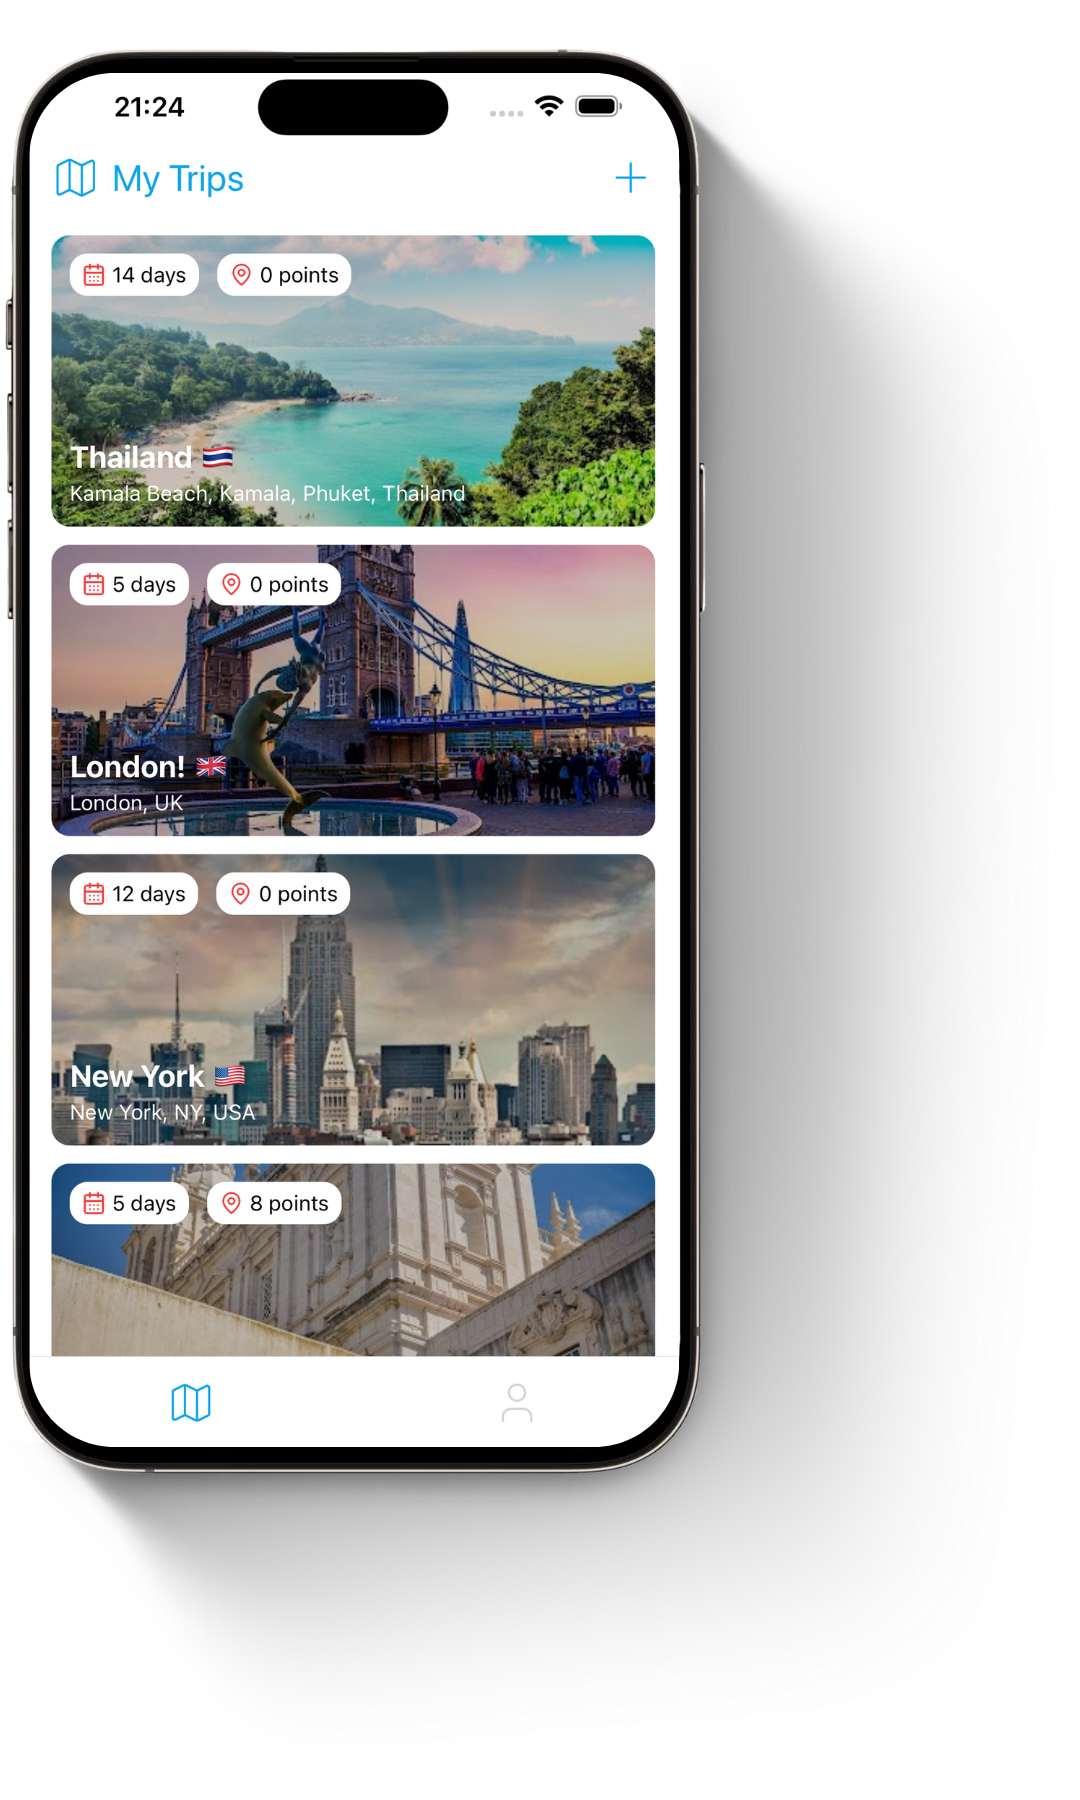 21:24
My Trips
14 days 0 points
Thailand 🇹🇭
Kamala Beach, Kamala, Phuket, Thailand
5 days 0 points
London! 🇬🇧
London, UK
12 days 0 points
New York 🇺🇸
New York, NY, USA
5 days 8 points